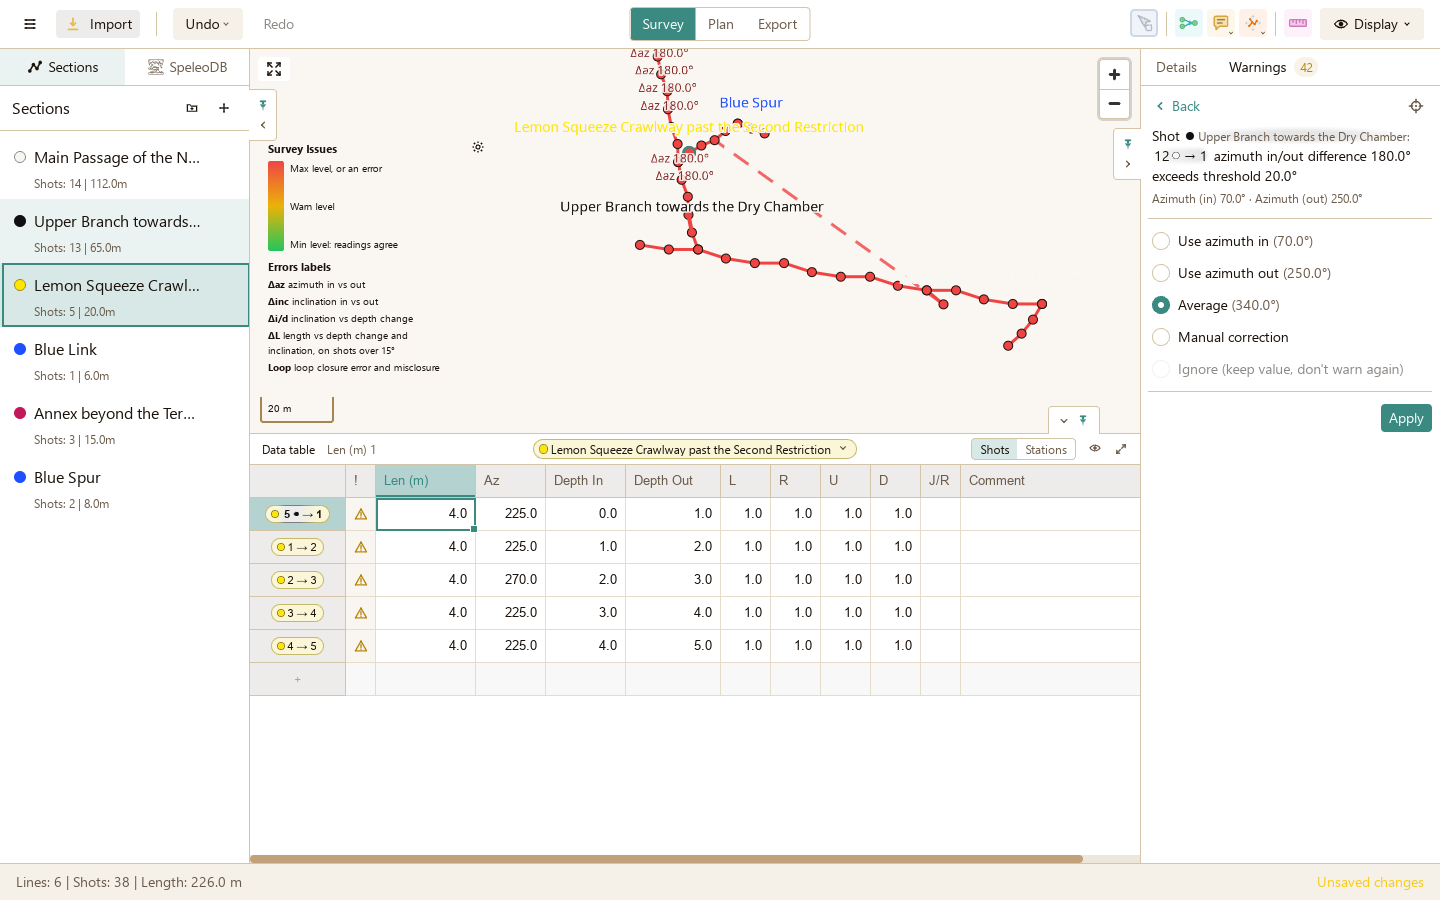 Import
Undo
Redo
Survey
Plan
Export
Display
Sections
SpeleoDB
Sections
Main Passage of the N...
Shots: 14 | 112.0m
Upper Branch towards...
Shots: 13 | 65.0m
Lemon Squeeze Crawl...
Shots: 5 | 20.0m
Blue Link
Shots: 1 | 6.0m
Annex beyond the Ter...
Shots: 3 | 15.0m
Blue Spur
Shots: 2 | 8.0m
Δaz 180.0°
Δaz 180.0°
Δaz 180.0°
Δaz 180.0°
Blue Spur
Lemon Squeeze Crawlway past the Second Restriction
Δaz 180.0°
Δaz 180.0°
Upper Branch towards the Dry Chamber
Survey Issues
Max level, or an error
Warn level
Min level: readings agree
Errors labels
Δaz azimuth in vs out
Δinc inclination in vs out
Δi/d inclination vs depth change
ΔL length vs depth change and
inclination, on shots over 15°
Loop loop closure error and misclosure
20 m
Data table Len (m) 1
Lemon Squeeze Crawlway past the Second Restriction
Shots Stations
! Len (m) Az Depth In Depth Out L R U D J/R Comment
5 → 1 4.0 225.0 0.0 1.0 1.0 1.0 1.0 1.0
1 → 2 4.0 225.0 1.0 2.0 1.0 1.0 1.0 1.0
2 → 3 4.0 270.0 2.0 3.0 1.0 1.0 1.0 1.0
3 → 4 4.0 225.0 3.0 4.0 1.0 1.0 1.0 1.0
4 → 5 4.0 225.0 4.0 5.0 1.0 1.0 1.0 1.0
+
Details
Warnings 42
Back
Shot Upper Branch towards the Dry Chamber:
12 → 1 azimuth in/out difference 180.0°
exceeds threshold 20.0°
Azimuth (in) 70.0° · Azimuth (out) 250.0°
Use azimuth in (70.0°)
Use azimuth out (250.0°)
Average (340.0°)
Manual correction
Ignore (keep value, don't warn again)
Apply
Lines: 6 | Shots: 38 | Length: 226.0 m
Unsaved changes